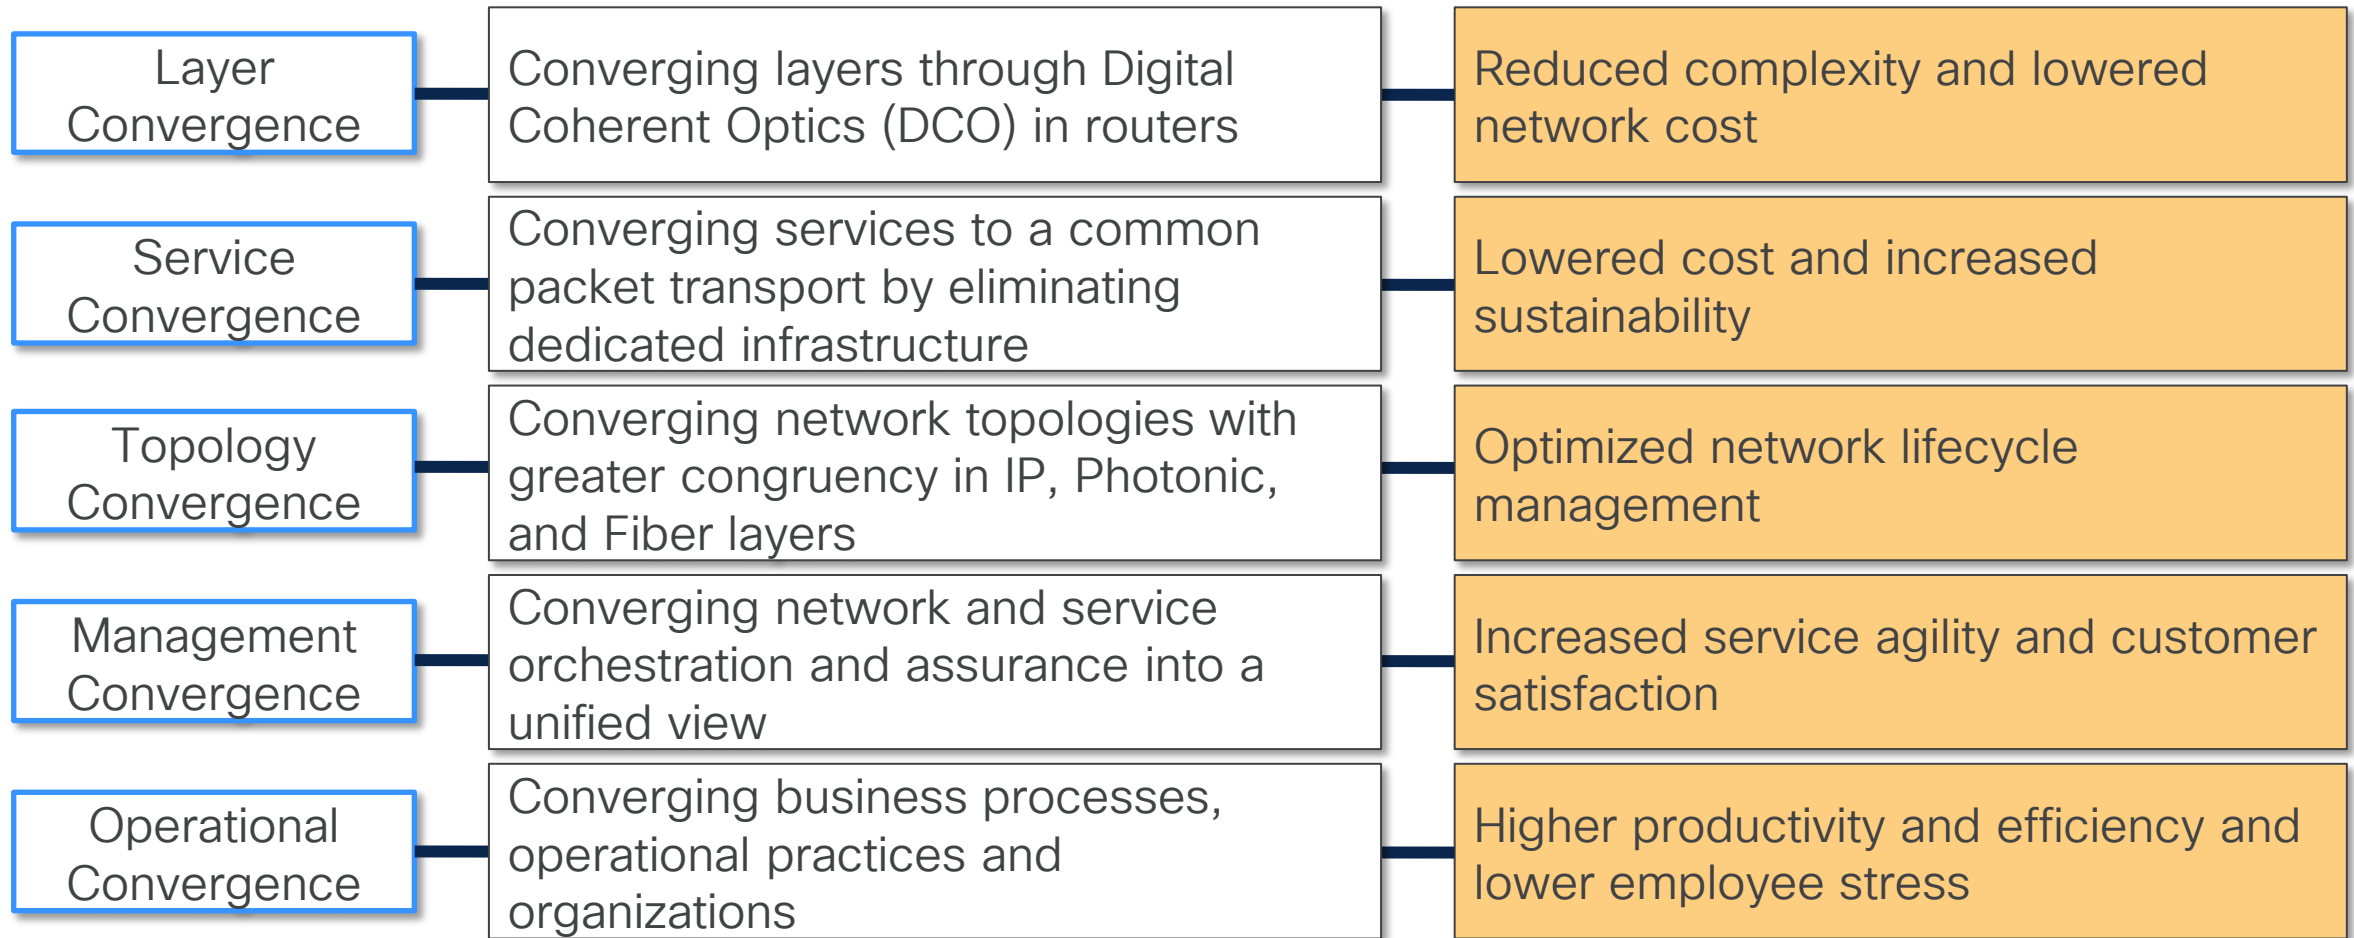 Layer
Convergence
Converging layers through Digital
Coherent Optics (DCO) in routers
Reduced complexity and lowered
network cost
Service
Convergence
Converging services to a common
packet transport by eliminating
dedicated infrastructure
Lowered cost and increased
sustainability
Topology
Convergence
Converging network topologies with
greater congruency in IP, Photonic,
and Fiber layers
Optimized network lifecycle
management
Management
Convergence
Converging network and service
orchestration and assurance into a
unified view
Increased service agility and customer
satisfaction
Operational
Convergence
Converging business processes,
operational practices and
organizations
Higher productivity and efficiency and
lower employee stress